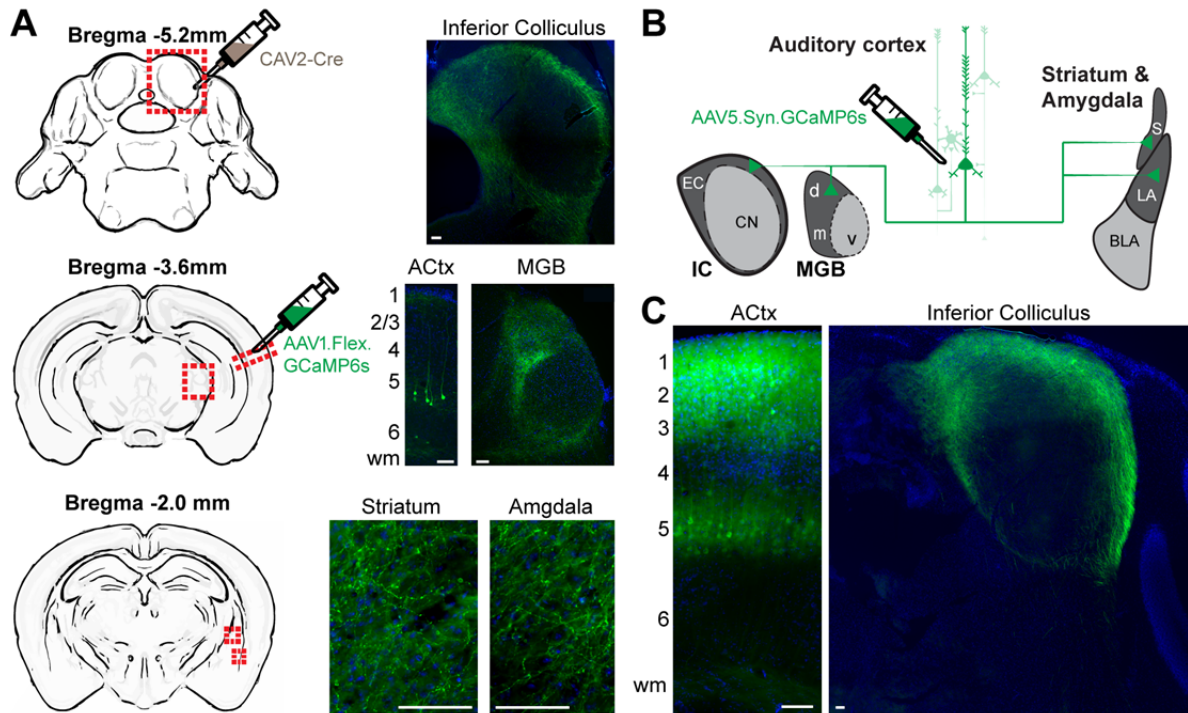 A
Bregma -5.2mm
CAV2-Cre
Inferior Colliculus
Bregma -3.6mm
AAV1.Flex.
GCaMP6s
ACtx
MGB
1
2/3
4
5
6
wm
Bregma -2.0 mm
Striatum
Amgdala
B
Auditory cortex
AAV5.Syn.GCaMP6s
Striatum &
Amygdala
EC
CN
IC
d
m
v
MGB
S
LA
BLA
C
ACtx
Inferior Colliculus
1
2
3
4
5
6
wm